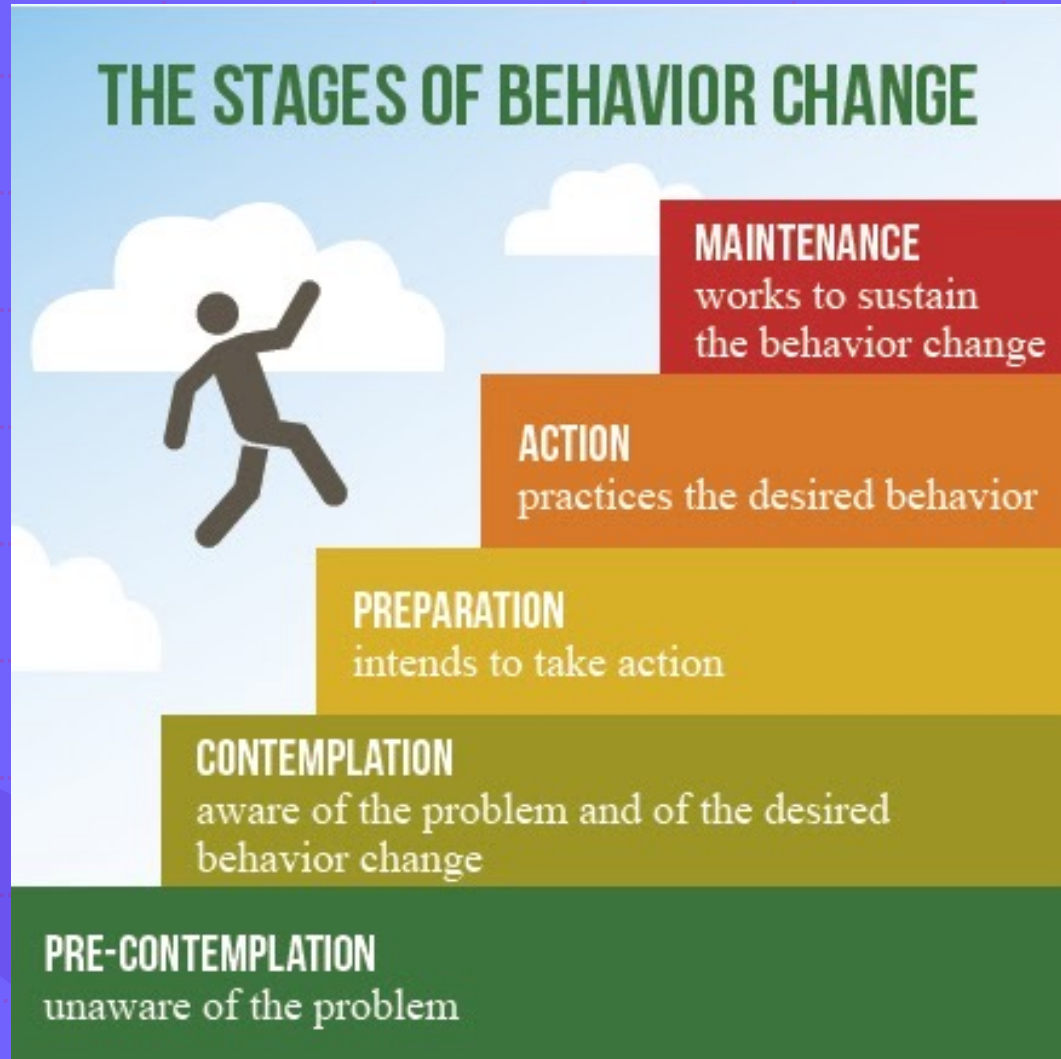 THE STAGES OF BEHAVIOR CHANGE
MAINTENANCE
works to sustain
the behavior change
ACTION
practices the desired behavior
PREPARATION
intends to take action
CONTEMPLATION
aware of the problem and of the desired
behavior change
PRE-CONTEMPLATION
unaware of the problem